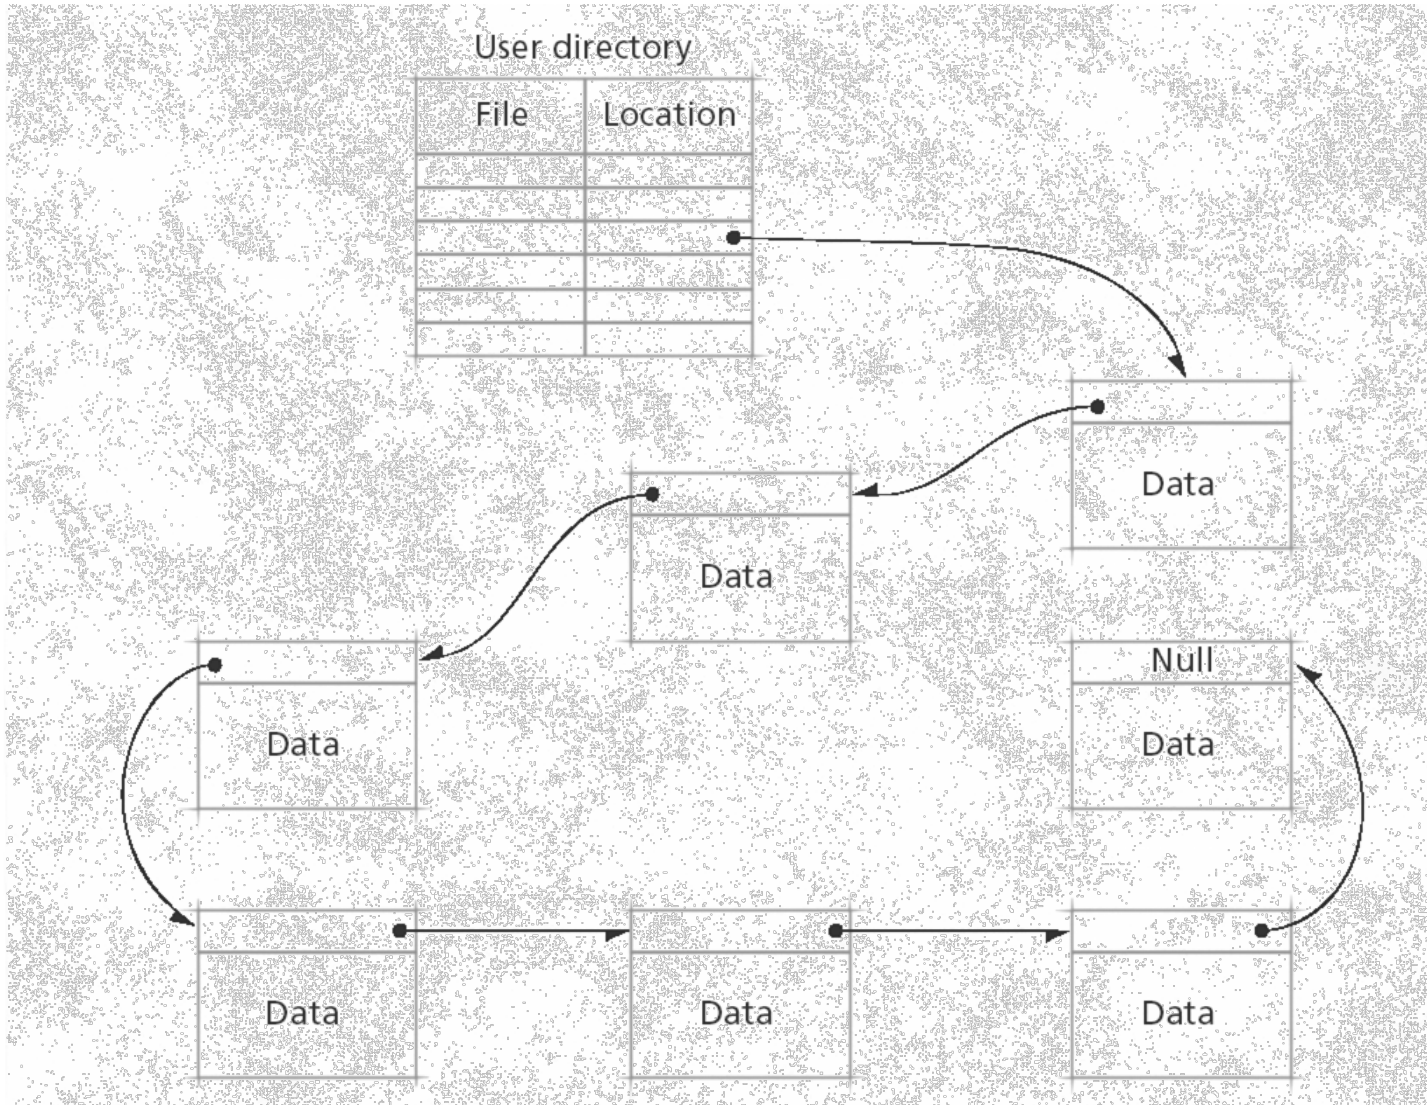 User directory
File Location
Data
Data
Data
Null
Data
Data
Data
Data